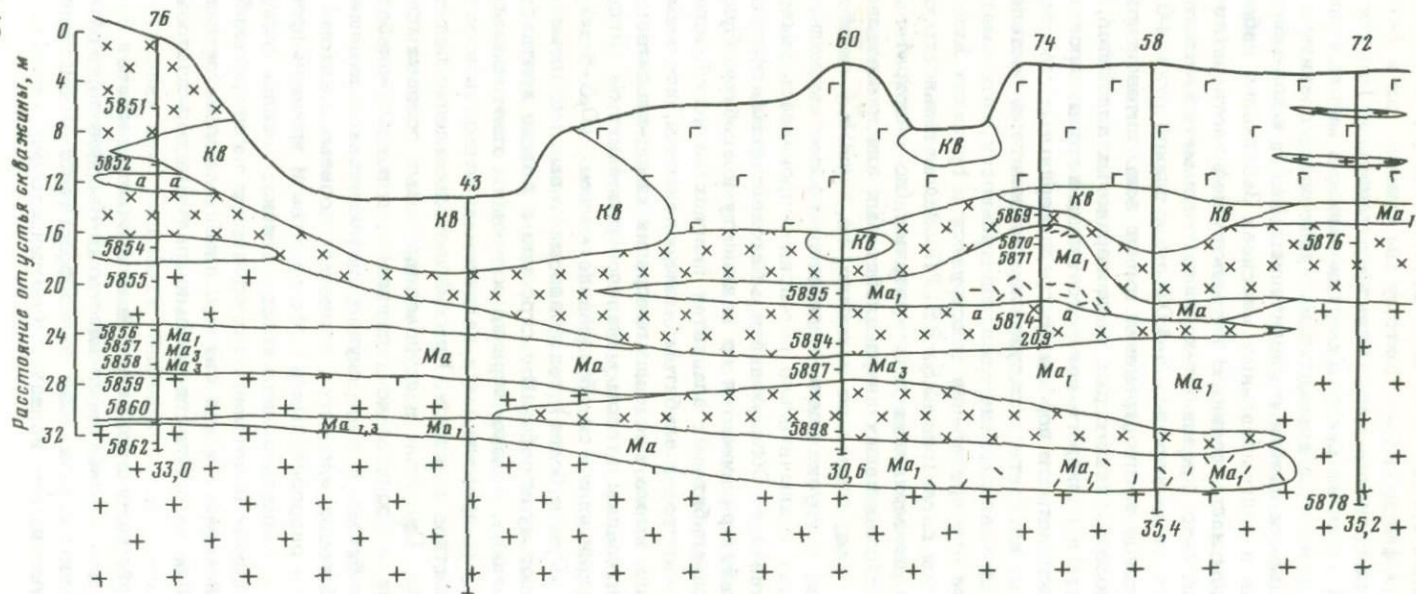 Расстояние от устья скважины, м
0
4
8
12
16
20
24
28
32
76
43
60
74
58
72
5851
5852
5854
5855
5856
5857
5858
5859
5860
5862
33,0
a a
Кв
Кв
Кв
Кв
Кв
Кв
Кв
Ма₁
Ма₃
Ма₃
Ма
Ма₂,₃
Ма₁
Ма
Ма
5895
5894
5897
5898
30,6
Ма₁
Ма₃
Ма₁
5869
5870
5871
5874
20,9
Ма₁
a
a
Ма₁
Ма₁
Ма
Ма₁
Ма₁
35,4
Ма₁
5876
5878
35,2